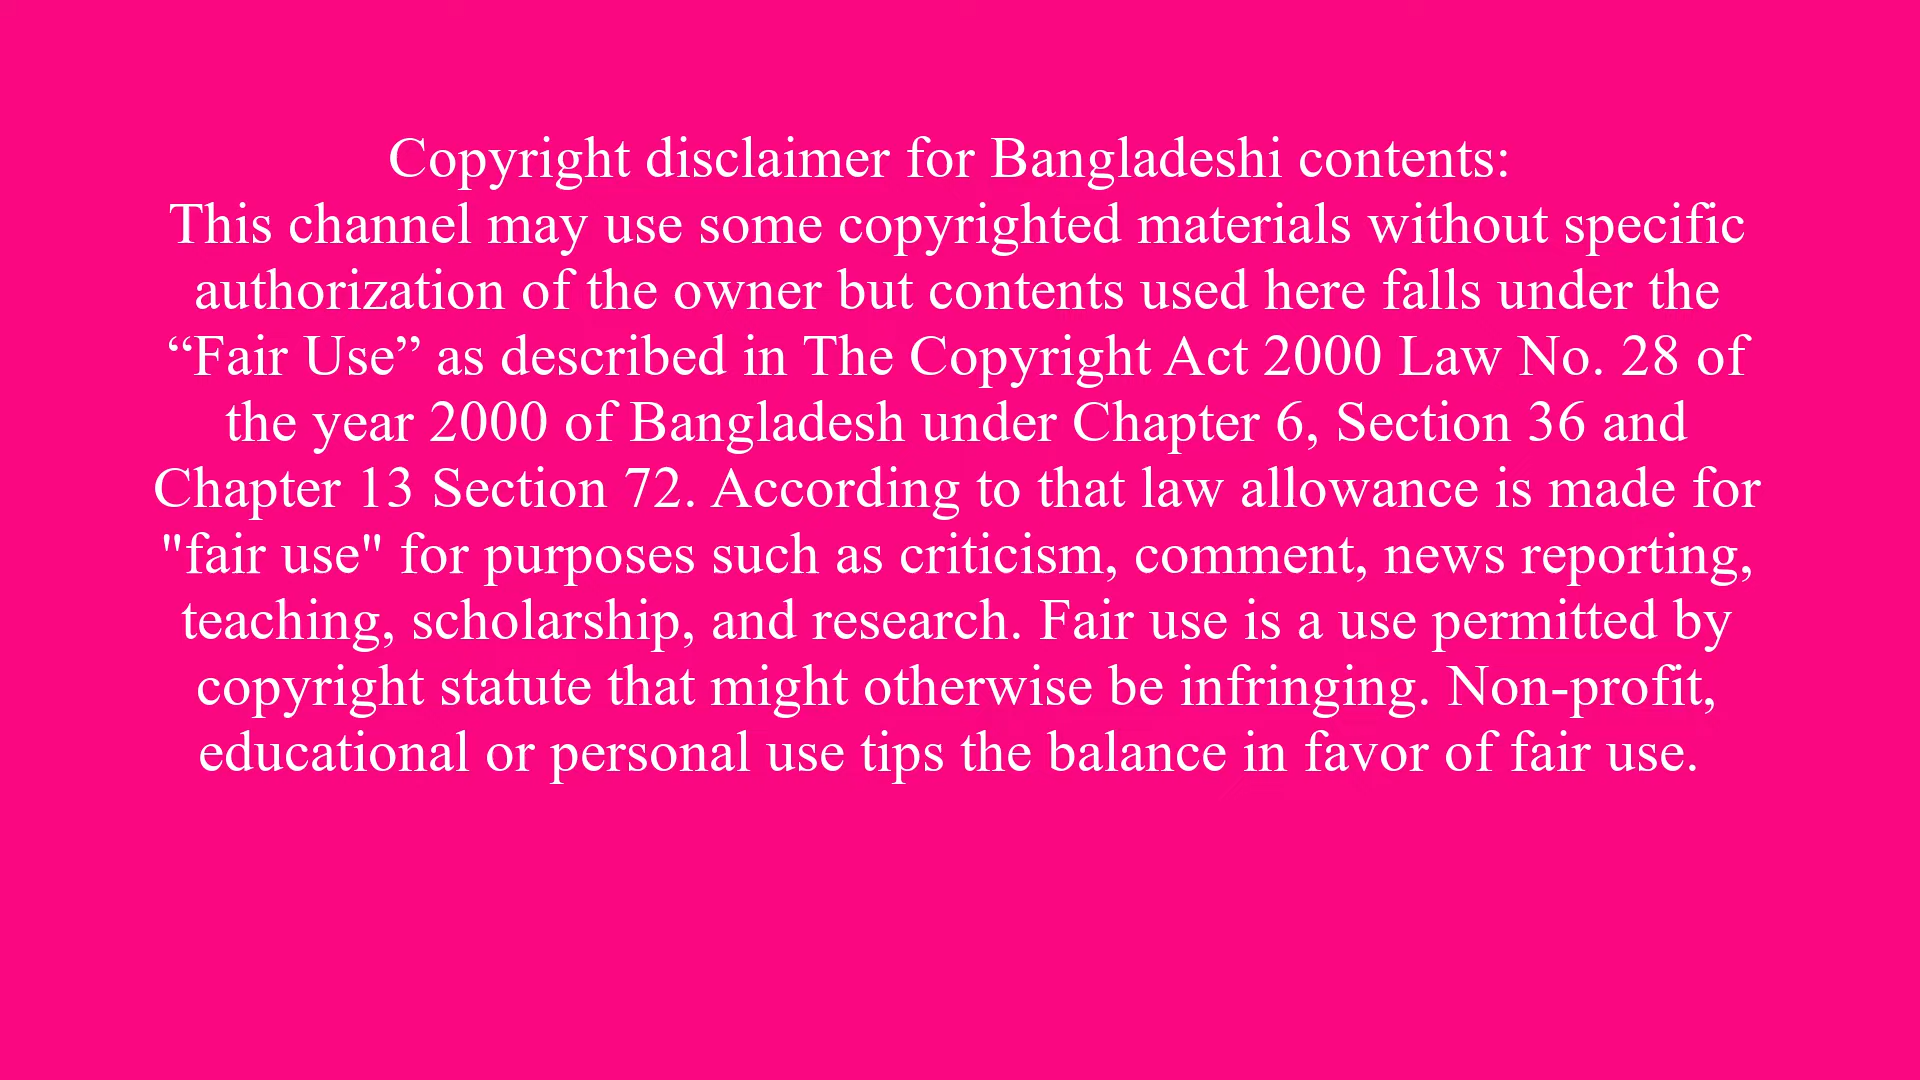 Copyright disclaimer for Bangladeshi contents:
This channel may use some copyrighted materials without specific
authorization of the owner but contents used here falls under the
“Fair Use” as described in The Copyright Act 2000 Law No. 28 of
the year 2000 of Bangladesh under Chapter 6, Section 36 and
Chapter 13 Section 72. According to that law allowance is made for
"fair use" for purposes such as criticism, comment, news reporting,
teaching, scholarship, and research. Fair use is a use permitted by
copyright statute that might otherwise be infringing. Non-profit,
educational or personal use tips the balance in favor of fair use.